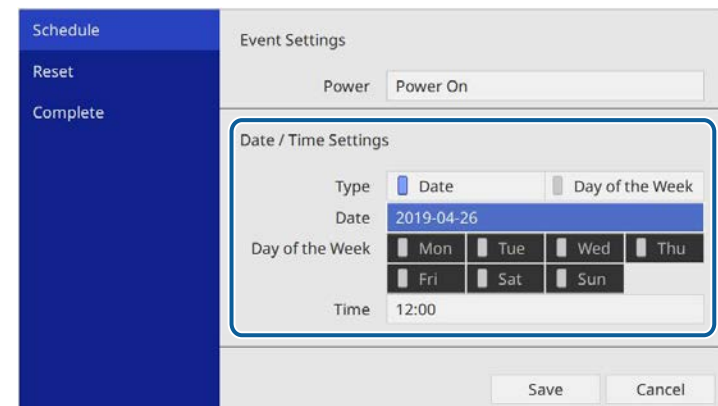 Schedule
Reset
Complete
Event Settings
Power Power On
Date / Time Settings
Type Date Day of the Week
Date 2019-04-26
Day of the Week Mon Tue Wed Thu
Fri Sat Sun
Time 12:00
Save Cancel